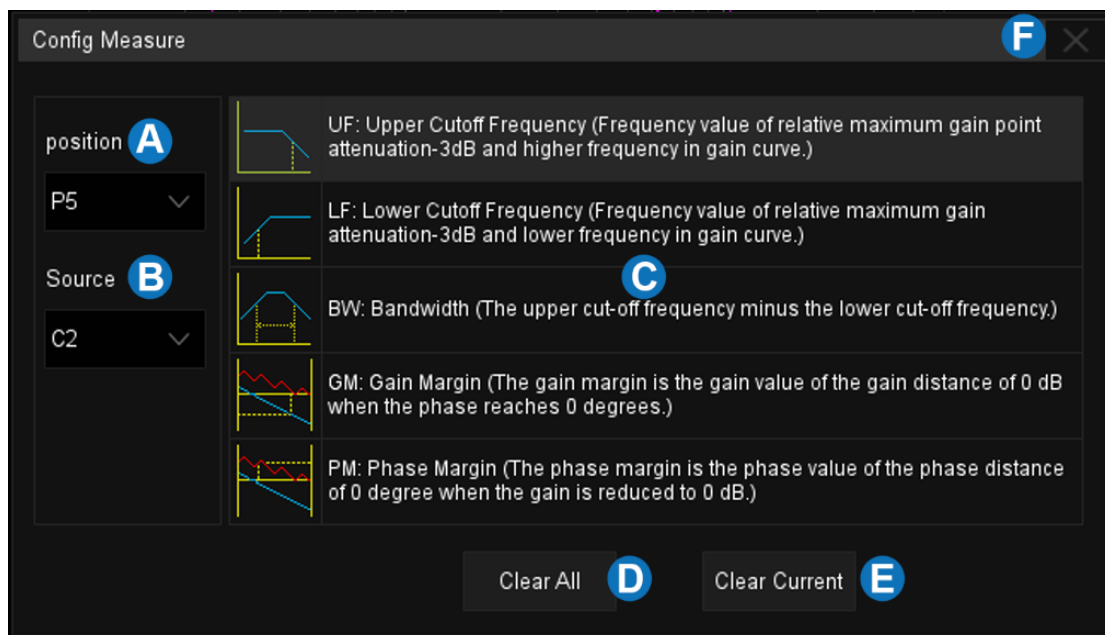 Config Measure
F
position
A
P5
Source
B
C2
UF: Upper Cutoff Frequency (Frequency value of relative maximum gain point
attenuation-3dB and higher frequency in gain curve.)
LF: Lower Cutoff Frequency (Frequency value of relative maximum gain
attenuation-3dB and lower frequency in gain curve.)
C
BW: Bandwidth (The upper cut-off frequency minus the lower cut-off frequency.)
GM: Gain Margin (The gain margin is the gain value of the gain distance of 0 dB
when the phase reaches 0 degrees.)
PM: Phase Margin (The phase margin is the phase value of the phase distance
of 0 degree when the gain is reduced to 0 dB.)
Clear All
D
Clear Current
E